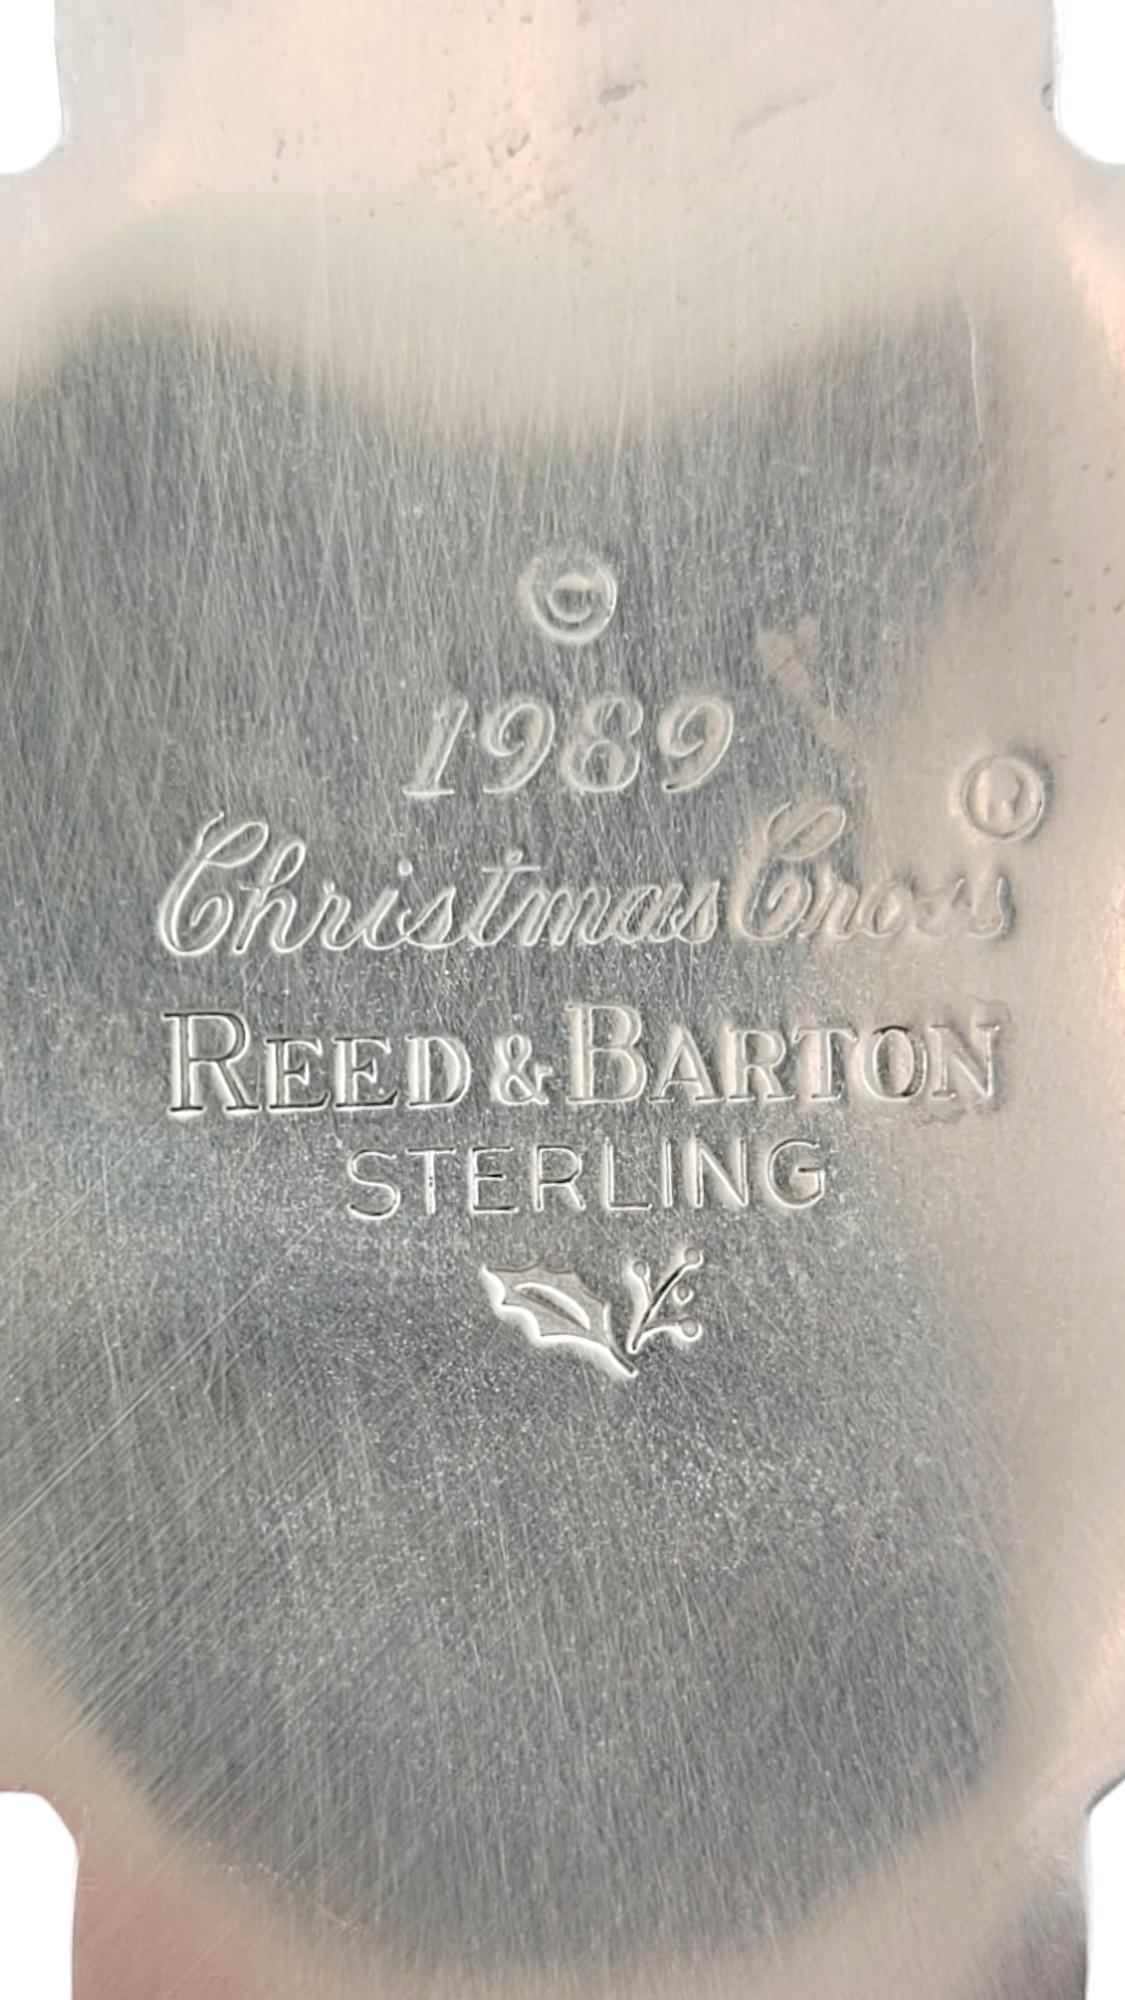 ©
1989
Christmas Cross ®
REED & BARTON
STERLING